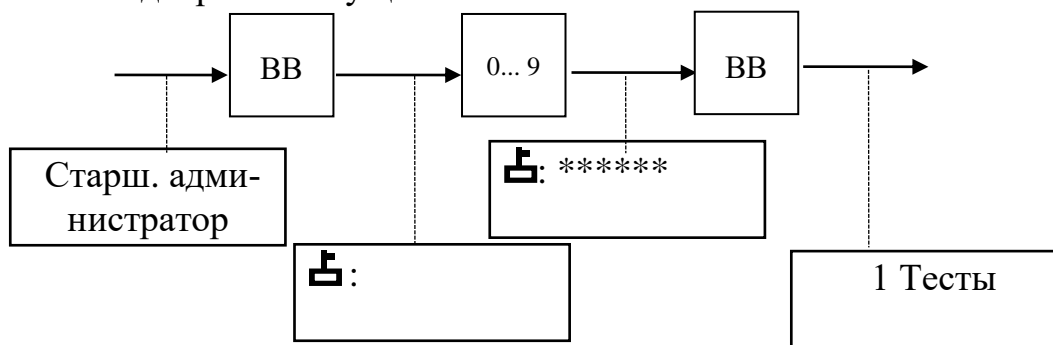 ВВ
0... 9
ВВ
Старш. адми-
нистратор
:
: ******
1 Тесты